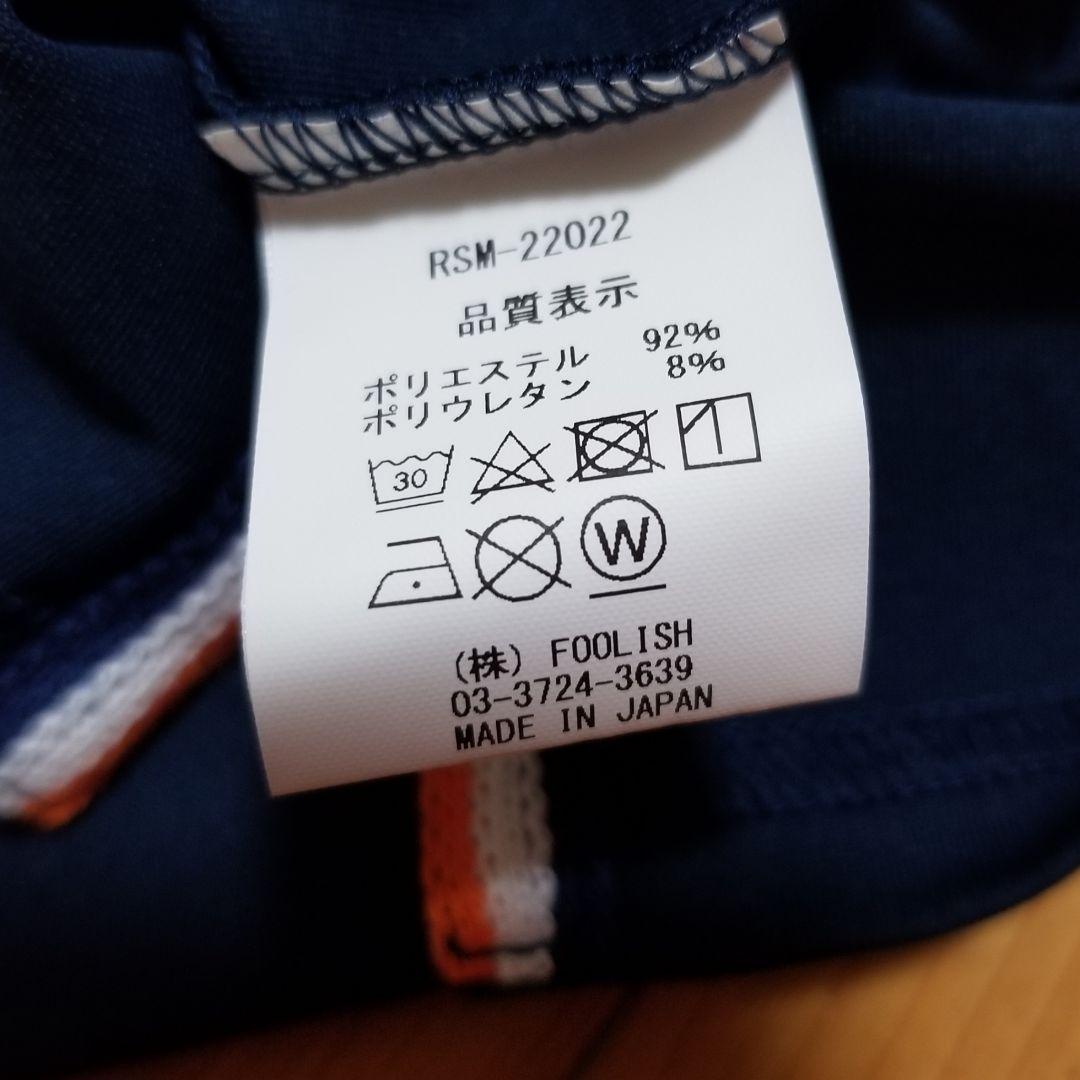 RSM-22022
品質表示
ポリエステル 92%
ポリウレタン 8%
30
W
(株) FOOLISH
03-3724-3639
MADE IN JAPAN